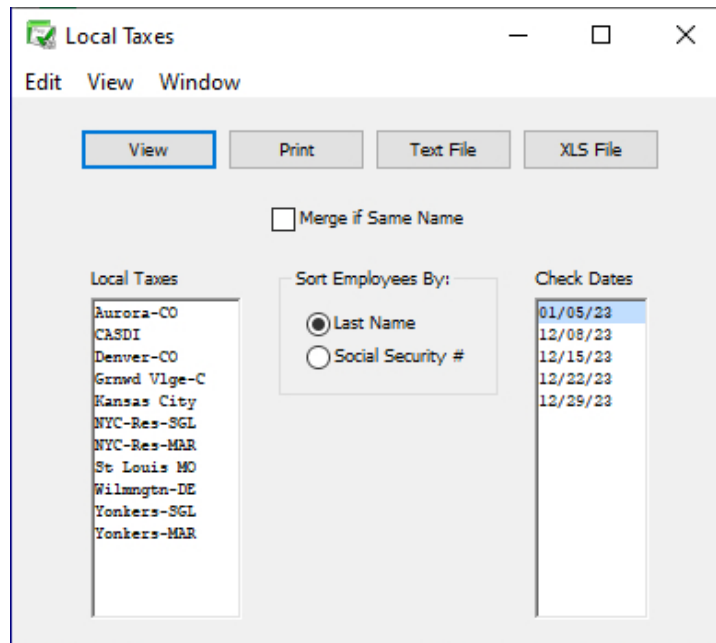 Local Taxes
Edit View Window
View Print Text File XLS File
Merge if Same Name
Local Taxes
Aurora-CO
CASDI
Denver-CO
Grnwd Vlge-C
Kansas City
NYC-Res-SGL
NYC-Res-MAR
St Louis MO
Wilmngtn-DE
Yonkers-SGL
Yonkers-MAR
Sort Employees By:
Last Name
Social Security #
Check Dates
01/05/23
12/08/23
12/15/23
12/22/23
12/29/23